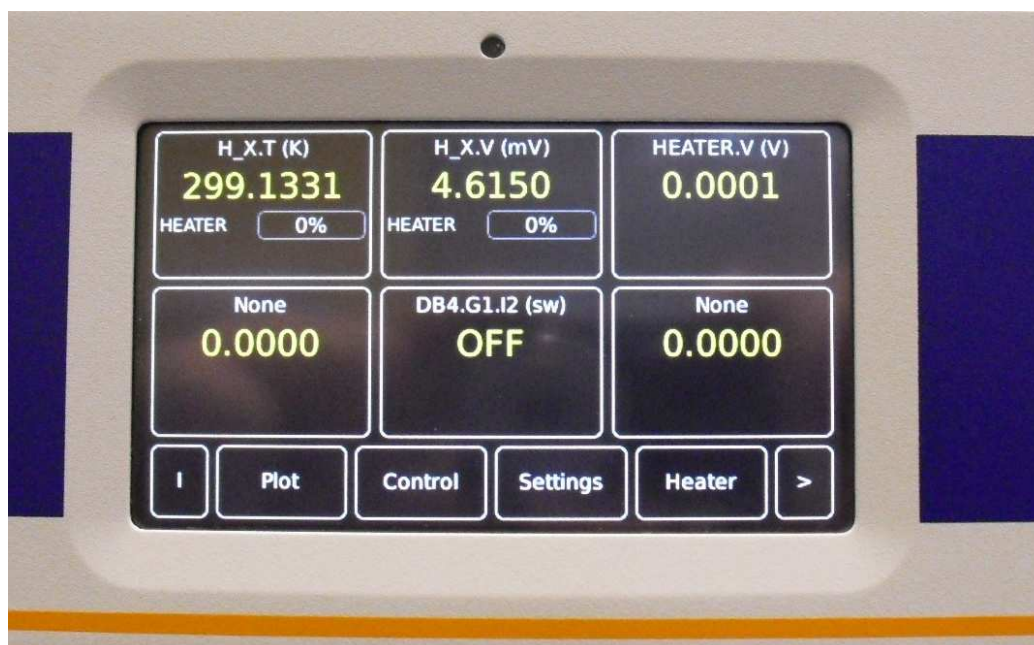 H_X.T (K)
299.1331
HEATER 0%
H_X.V (mV)
4.6150
HEATER 0%
HEATER.V (V)
0.0001
None
0.0000
DB4.G1.I2 (sw)
OFF
None
0.0000
I Plot Control Settings Heater >